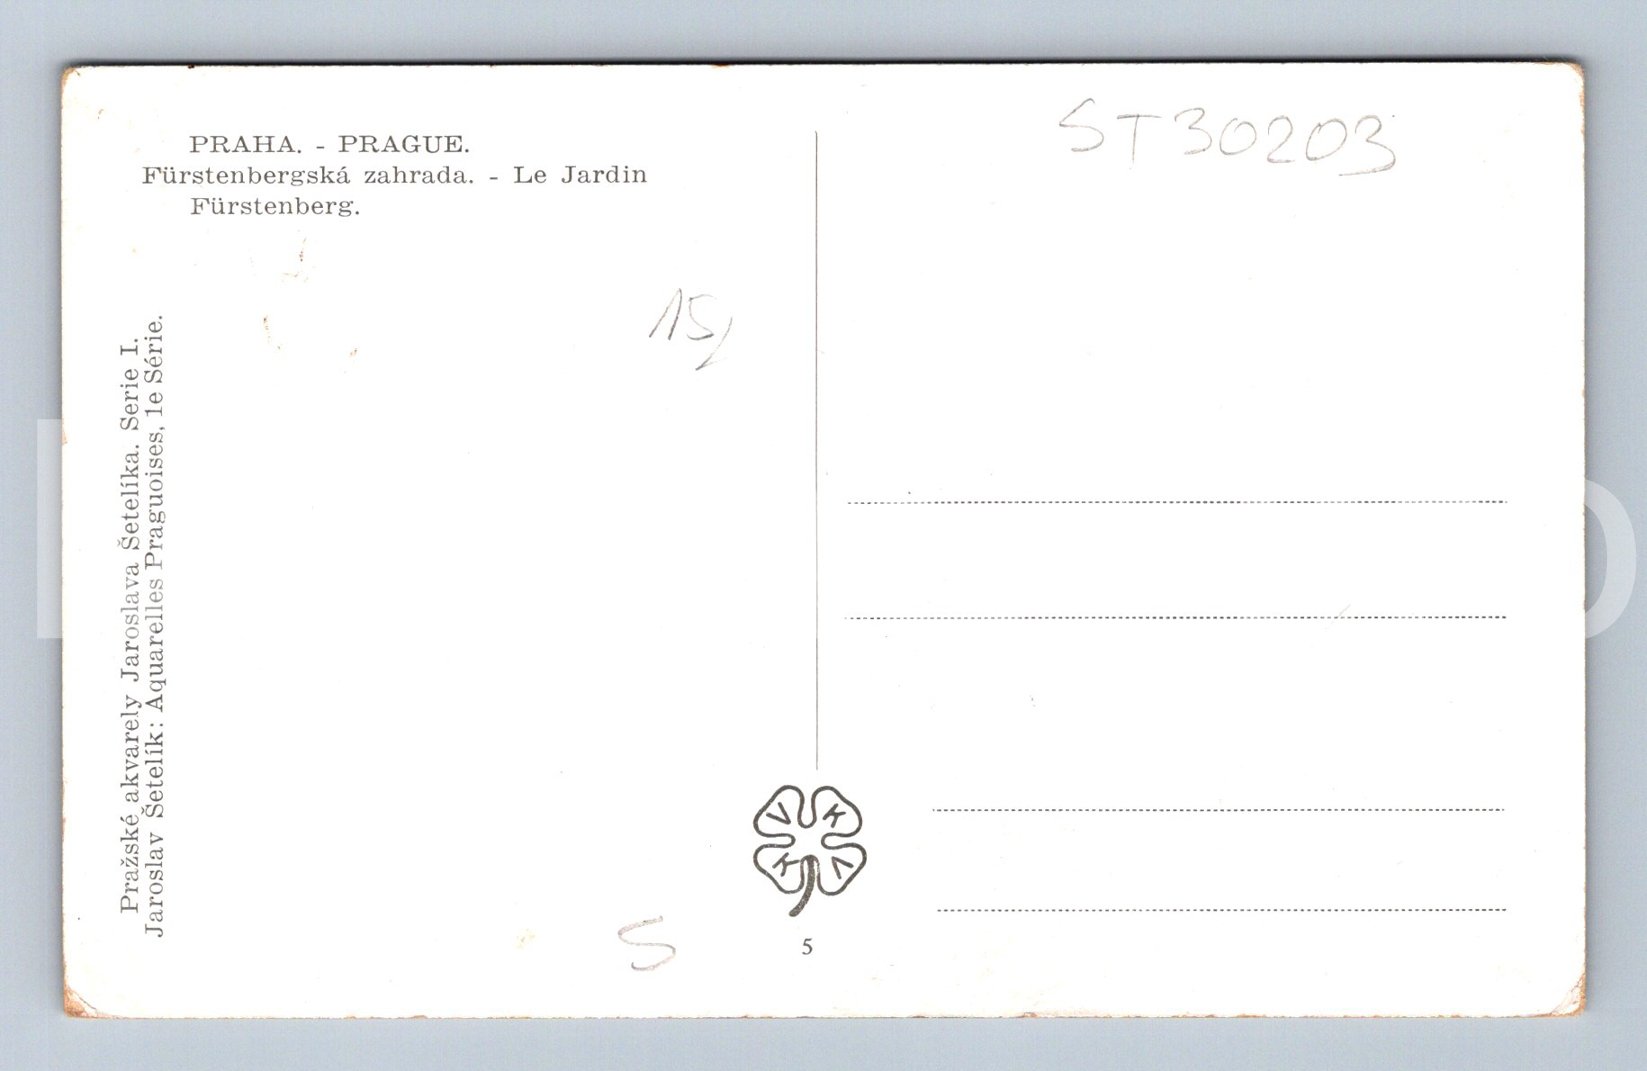 PRAHA. - PRAGUE.
Fürstenbergská zahrada. - Le Jardin
Fürstenberg.
ST30203
15,
Pražské akvarely Jaroslava Šetelíka. Serie I.
Jaroslav Šetelík: Aquarelles Praguoises, 1e Série.
V K
K V
S
5